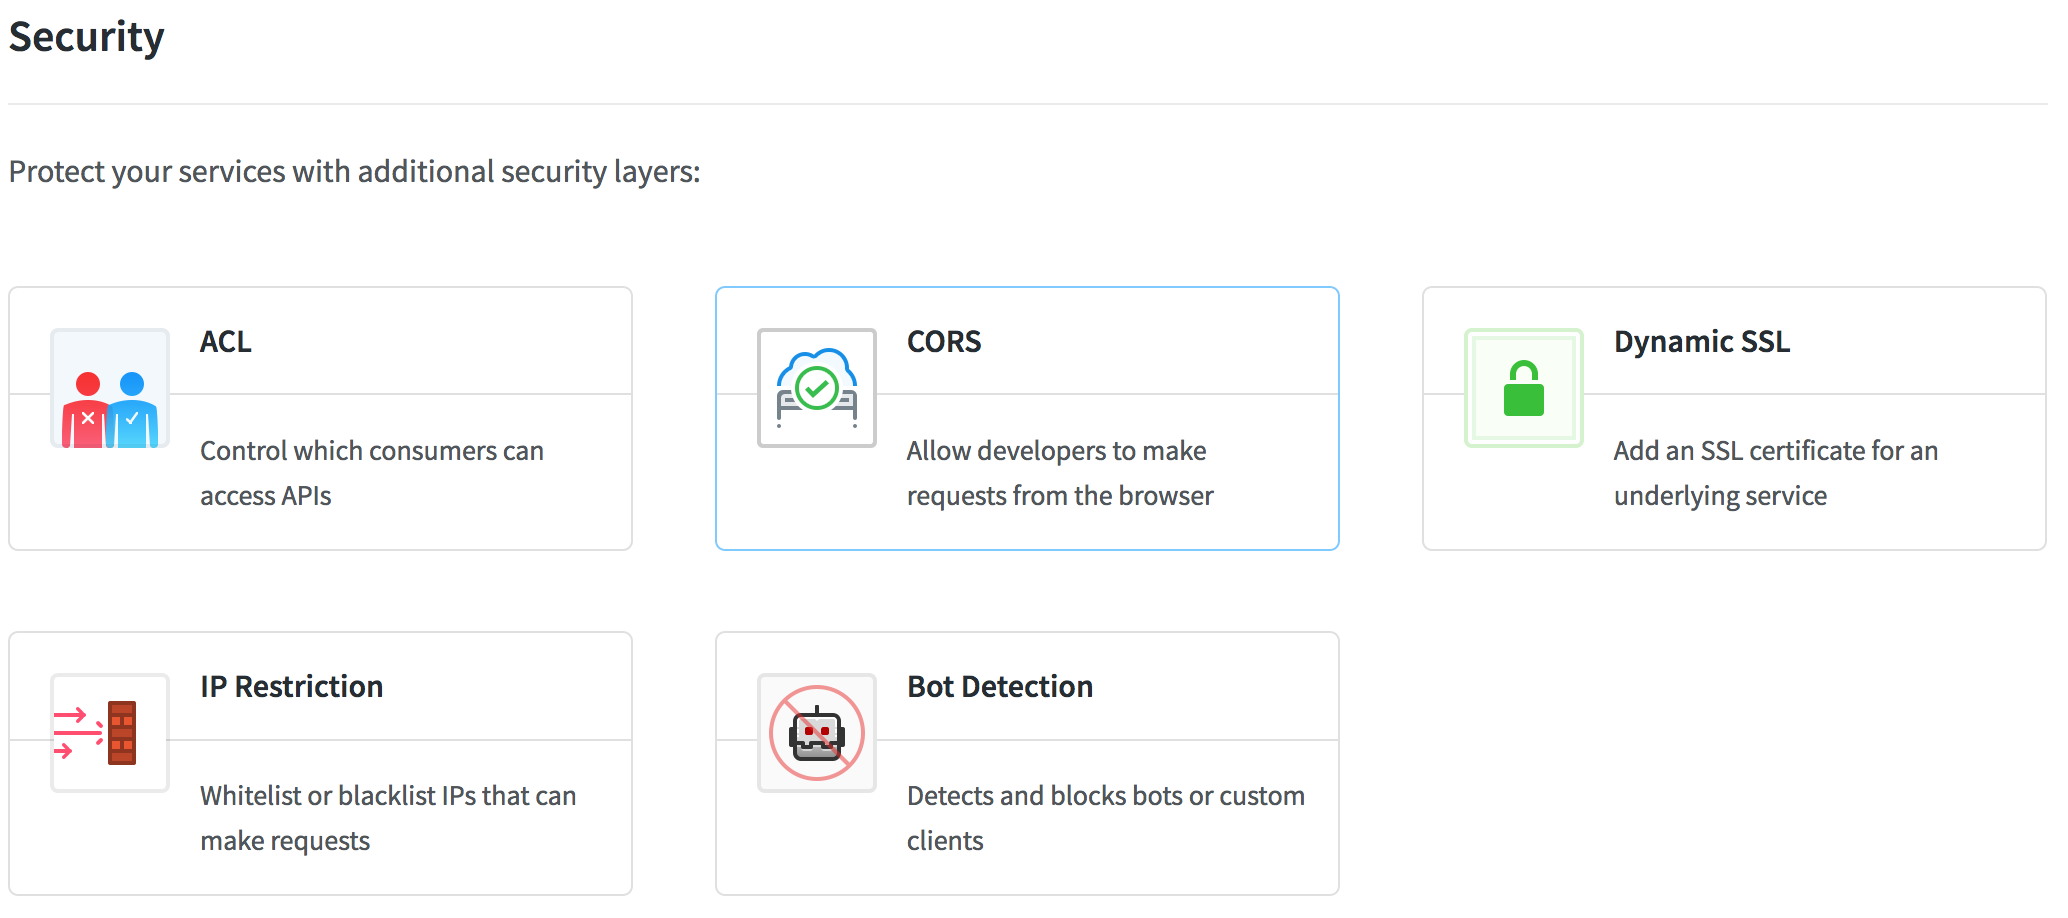 Security
Protect your services with additional security layers:
ACL
Control which consumers can
access APIs
CORS
Allow developers to make
requests from the browser
Dynamic SSL
Add an SSL certificate for an
underlying service
IP Restriction
Whitelist or blacklist IPs that can
make requests
Bot Detection
Detects and blocks bots or custom
clients